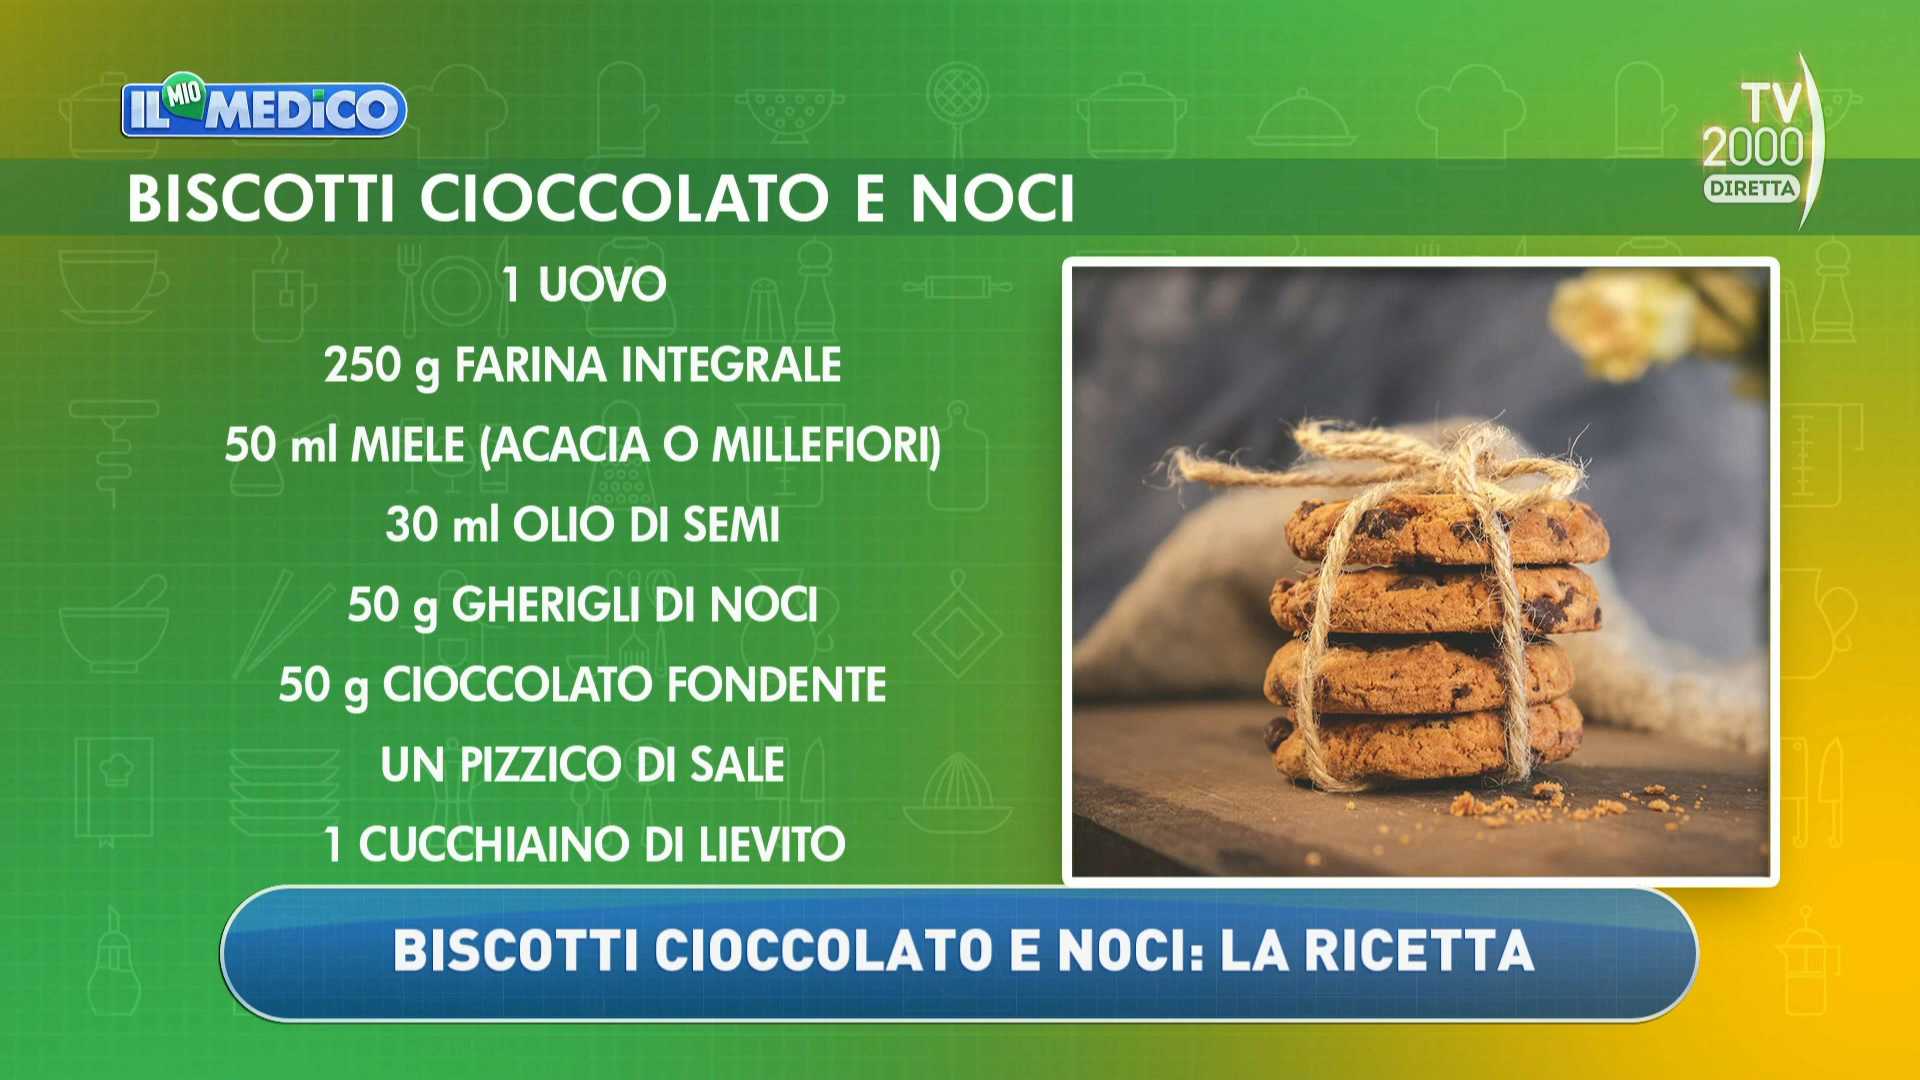 IL MIO MEDICO
TV
2000
DIRETTA
BISCOTTI CIOCCOLATO E NOCI
1 UOVO
250 g FARINA INTEGRALE
50 ml MIELE (ACACIA O MILLEFIORI)
30 ml OLIO DI SEMI
50 g GHERIGLI DI NOCI
50 g CIOCCOLATO FONDENTE
UN PIZZICO DI SALE
1 CUCCHIAINO DI LIEVITO
BISCOTTI CIOCCOLATO E NOCI: LA RICETTA